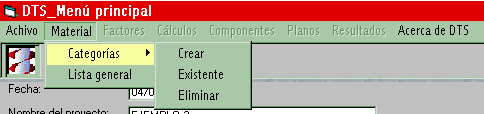 DTS_Menú principal
Achivo Material Factores Cálculos Componentes Planos Resultados Acerca de DTS
Categorías Crear
Lista general Existente
Eliminar
Fecha: 0470
Nombre del proyecto: